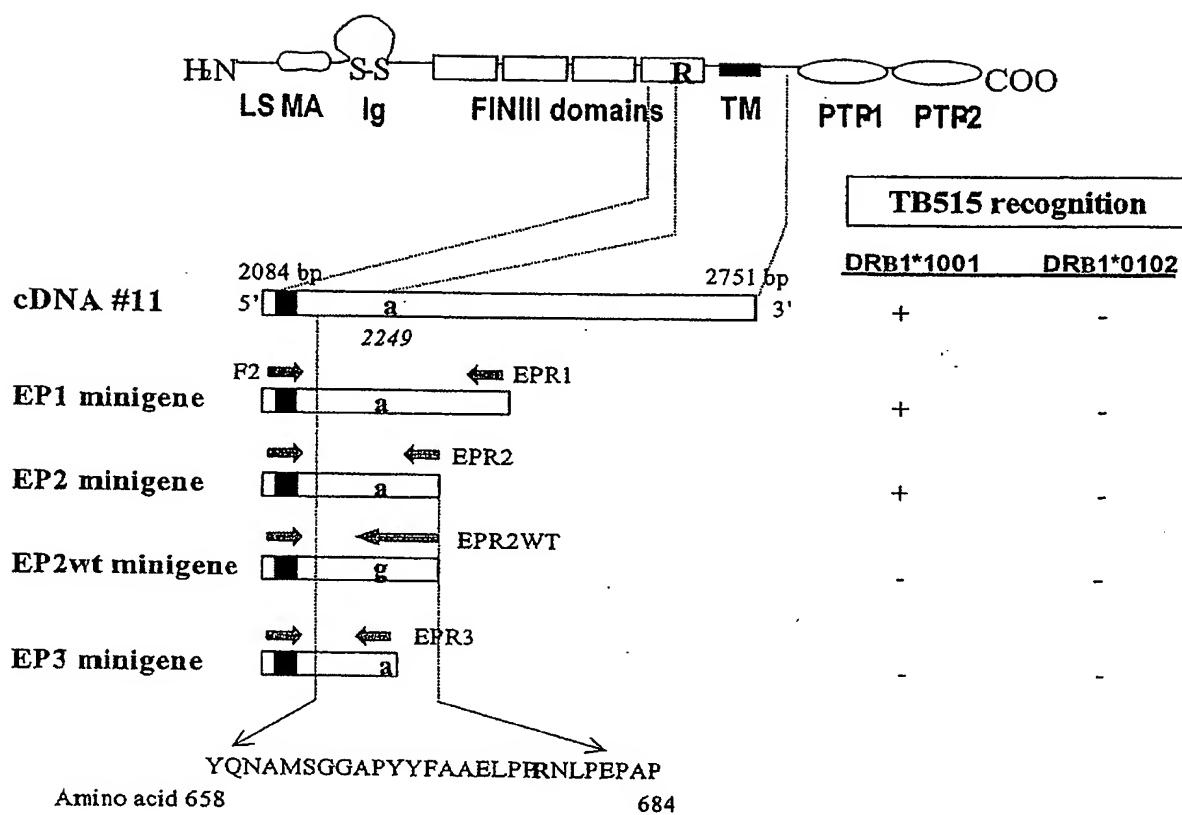 H2N S-S R COO
LS MA Ig FINIII domains TM PTP1 PTP2
TB515 recognition
DRB1*1001 DRB1*0102
2084 bp 2751 bp
cDNA #11 5' a 3' + -
2249
F2 EPR1
EP1 minigene a + -
EPR2
EP2 minigene a + -
EPR2WT
EP2wt minigene g - -
EPR3
EP3 minigene a - -
YQNAMSGGAPYYFAAELPPRNLPEPAP
Amino acid 658 684